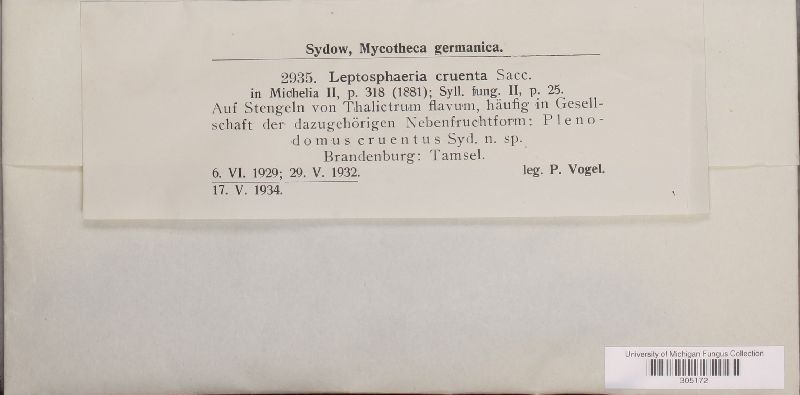 Sydow, Mycotheca germanica.
2935. Leptosphaeria cruenta Sacc.
in Michelia II, p. 318 (1881); Syll. fung. II, p. 25.
Auf Stengeln von Thalictrum flavum, häufig in Gesell-
schaft der dazugehörigen Nebenfruchtform: Pleno-
domus cruentus Syd. n. sp.
Brandenburg: Tamsel.
6. VI. 1929; 29. V. 1932. leg. P. Vogel.
17. V. 1934.
University of Michigan Fungus Collection
305172